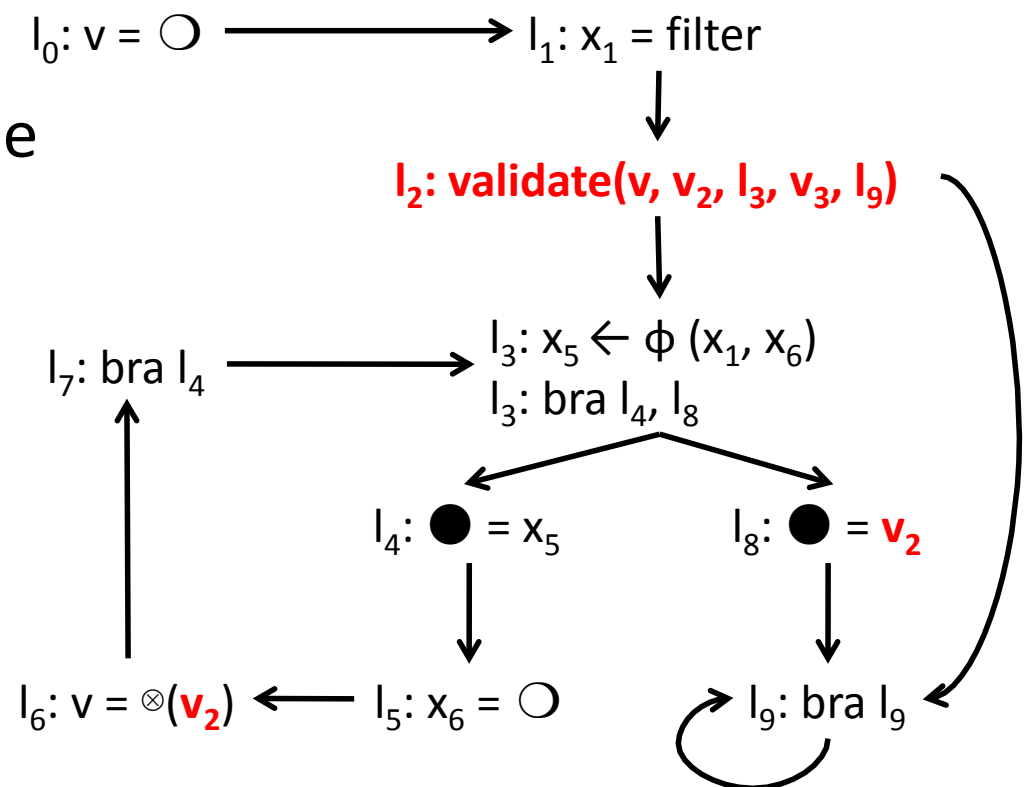 l₀: v = ❍
l₁: x₁ = filter
e
l₂: validate(v, v₂, l₃, v₃, l₉)
l₃: x₅ ← ϕ (x₁, x₆)
l₇: bra l₄
l₃: bra l₄, l₈
l₄: ● = x₅
l₈: ● = v₂
l₆: v = ⊗(v₂)
l₅: x₆ = ❍
l₉: bra l₉